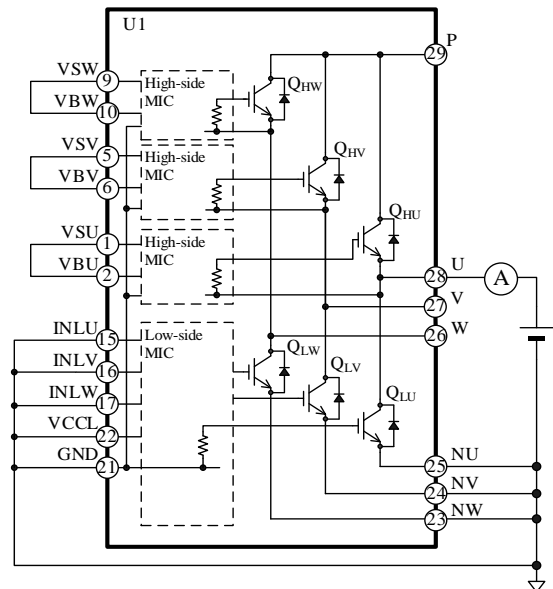 U1
P
29
VSW
9
High-side
MIC
QHW
VBW
10
VSV
5
High-side
MIC
QHV
VBV
6
VSU
1
High-side
MIC
QHU
VBU
2
U
28
A
V
27
W
26
INLU
15
Low-side
MIC
INLV
16
QLW
QLV
QLU
INLW
17
VCCL
22
GND
21
NU
25
NV
24
NW
23